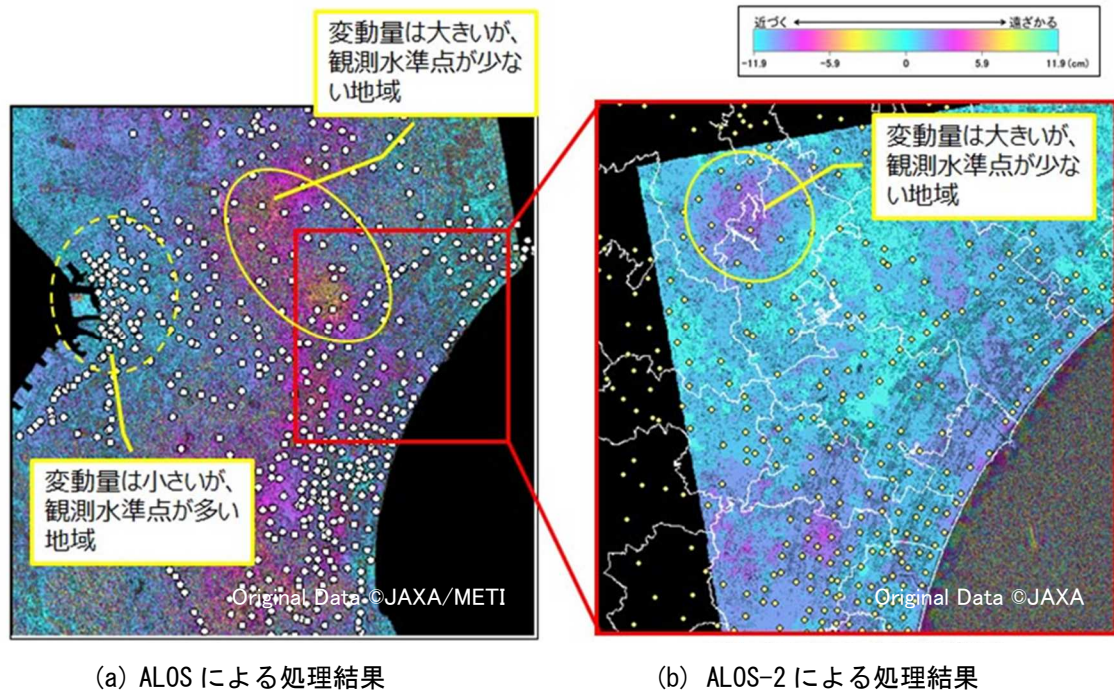 変動量は大きいが、
観測水準点が少な
い地域
近づく
遠ざかる
-11.9
-5.9
0
5.9
11.9(cm)
変動量は大きいが、
観測水準点が少な
い地域
変動量は小さいが、
観測水準点が多い
地域
Original Data ©JAXA/METI
Original Data ©JAXA
(a) ALOS による処理結果
(b) ALOS-2 による処理結果